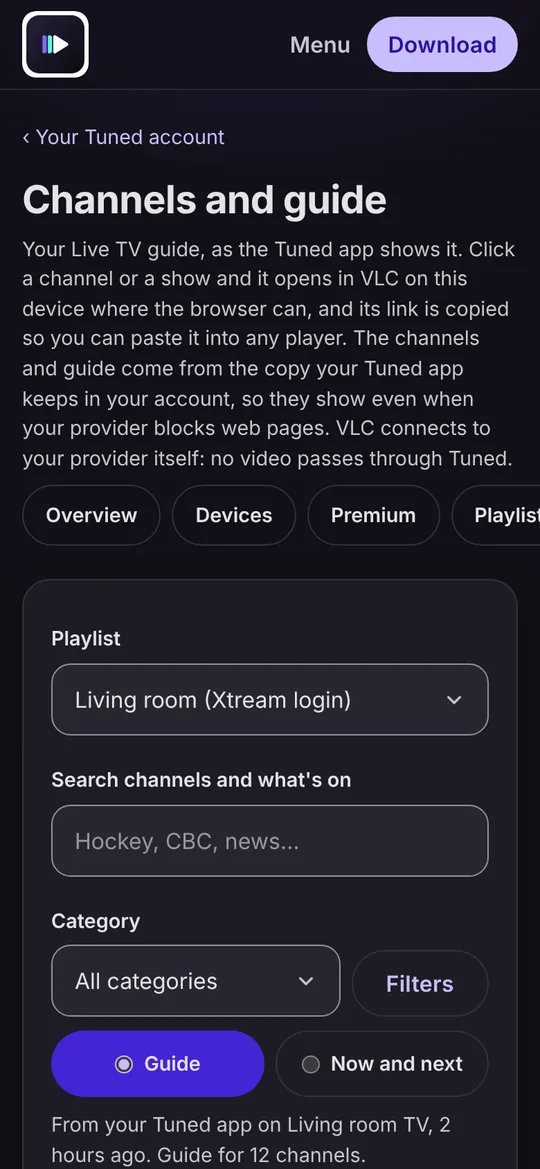 Menu
Download
‹ Your Tuned account
Channels and guide
Your Live TV guide, as the Tuned app shows it. Click
a channel or a show and it opens in VLC on this
device where the browser can, and its link is copied
so you can paste it into any player. The channels
and guide come from the copy your Tuned app
keeps in your account, so they show even when
your provider blocks web pages. VLC connects to
your provider itself: no video passes through Tuned.
Overview
Devices
Premium
Playlist
Playlist
Living room (Xtream login)
Search channels and what's on
Hockey, CBC, news...
Category
All categories
Filters
Guide
Now and next
From your Tuned app on Living room TV, 2
hours ago. Guide for 12 channels.